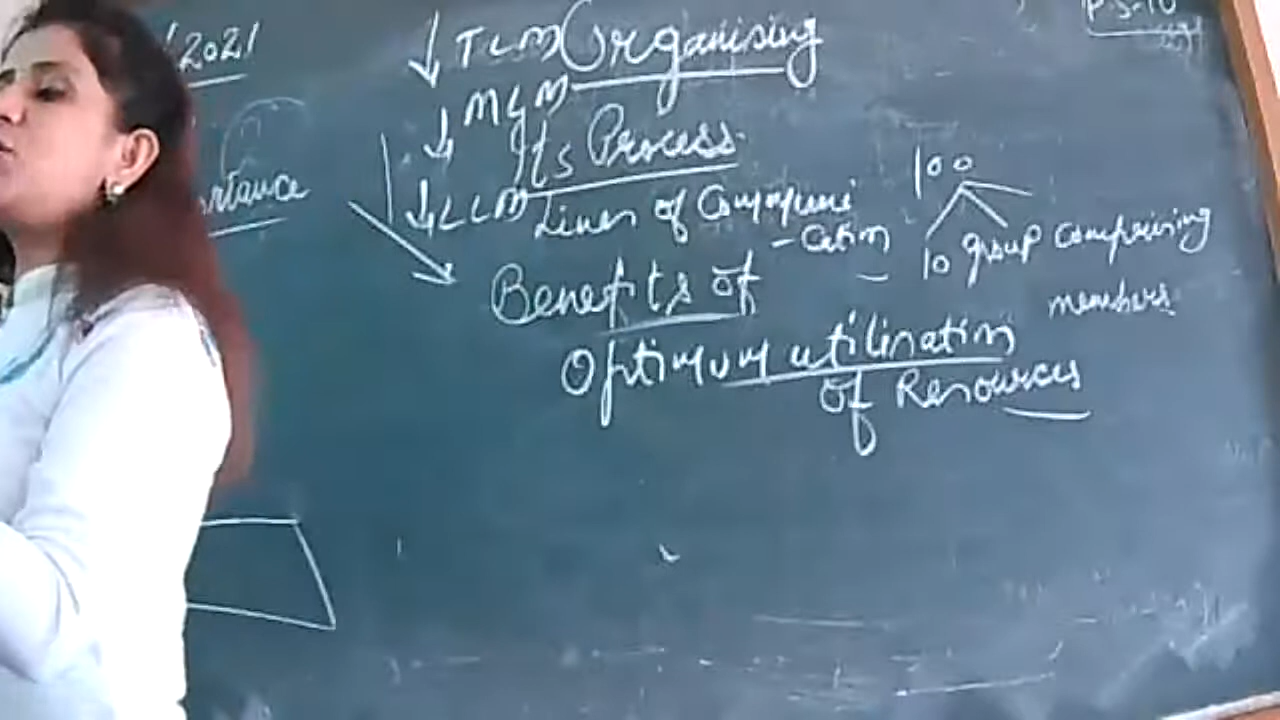 /2021
TLM Organising
MLM
Its Process
LLM Lines of Communi
- cation
100
10 group comprising
members
Benefits of
Optimum utilisation
of Resources